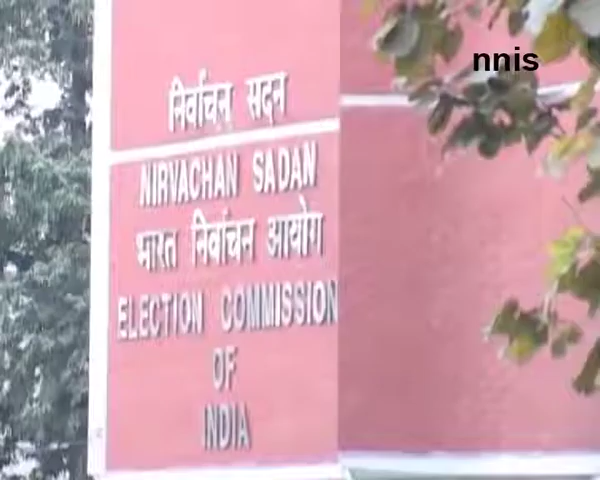 nnis
निर्वाचन सदन
NIRVACHAN SADAN
भारत निर्वाचन आयोग
ELECTION COMMISSION
OF
INDIA